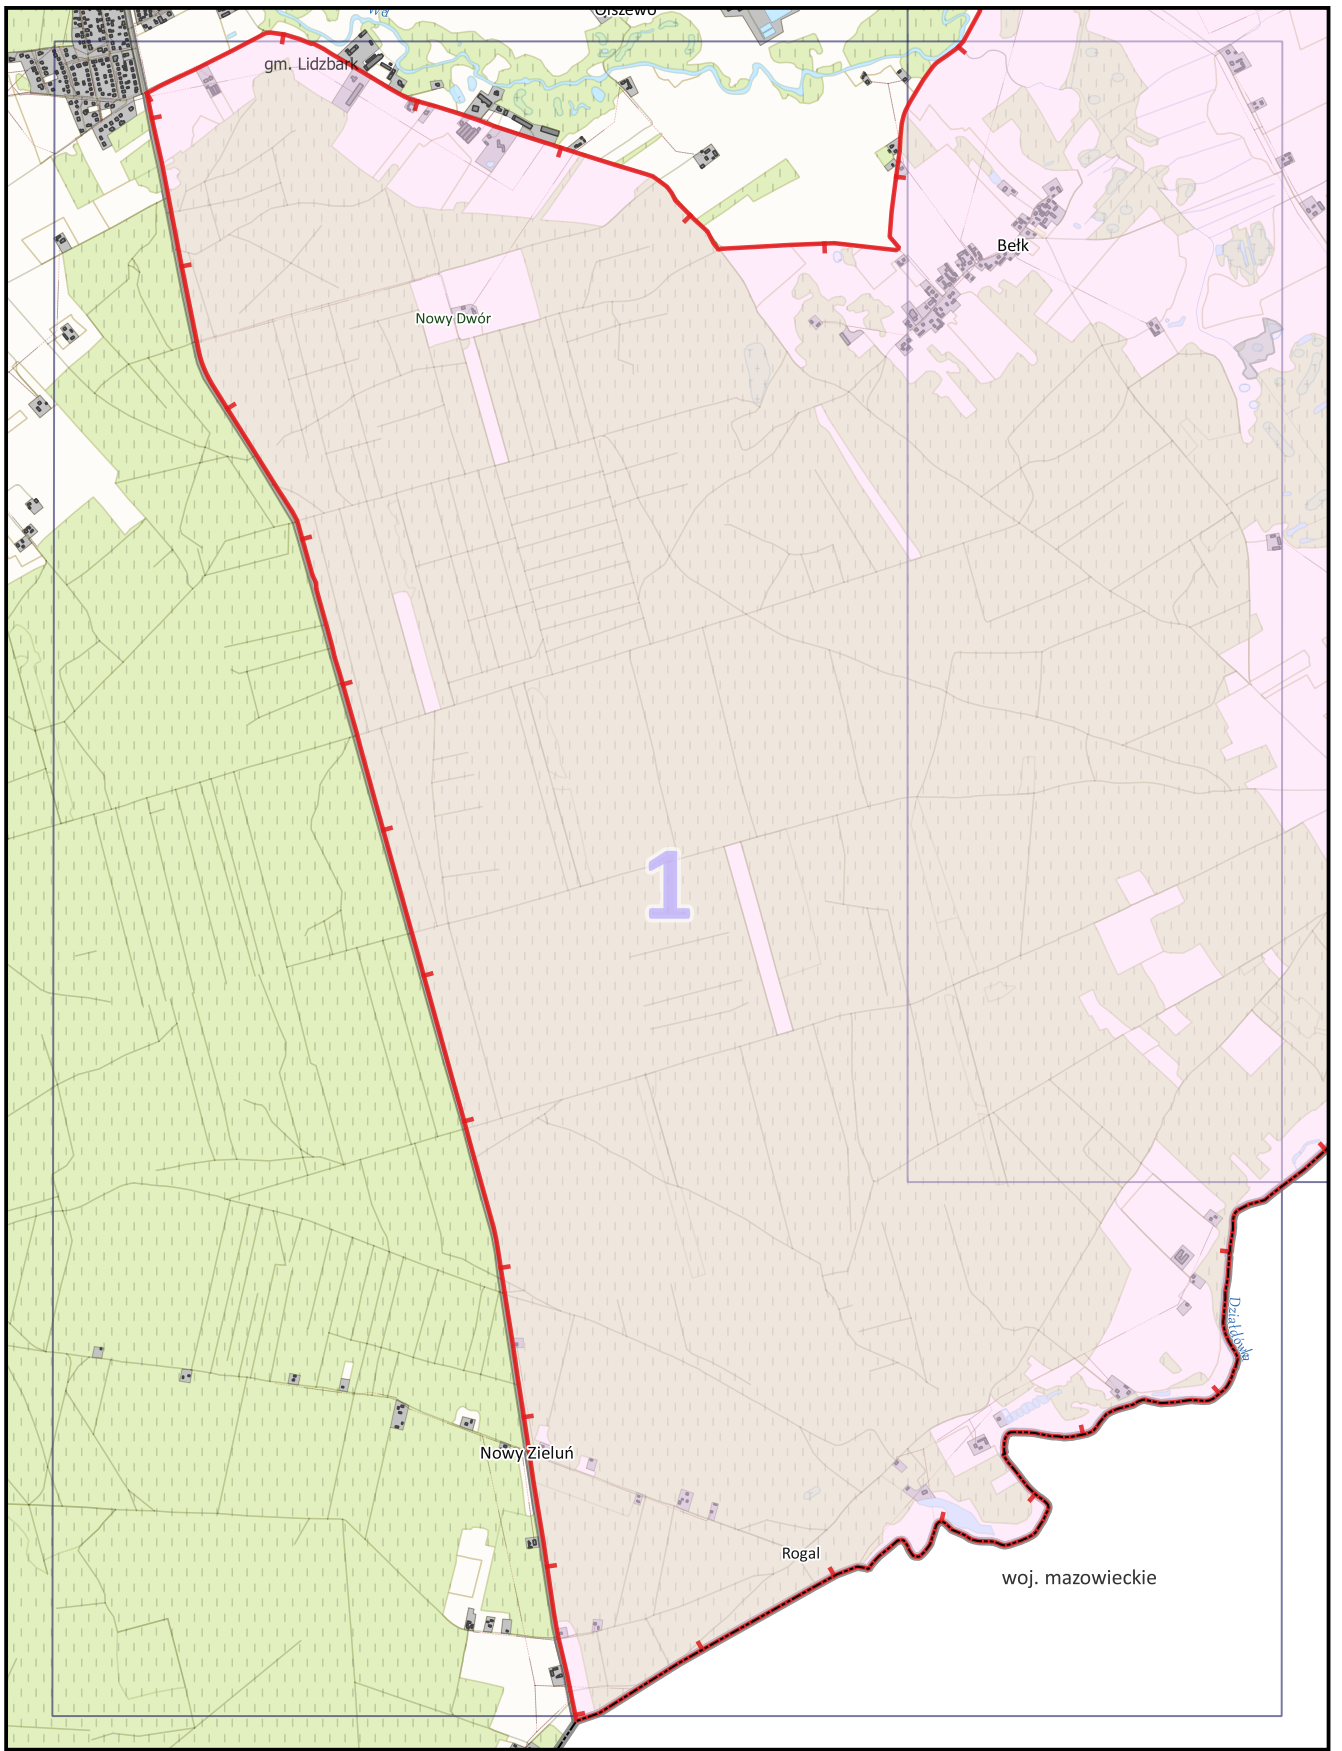 Olszewo
gm. Lidzbark
Bełk
Nowy Dwór
1
Działdówka
Nowy Zieluń
Rogal
woj. mazowieckie